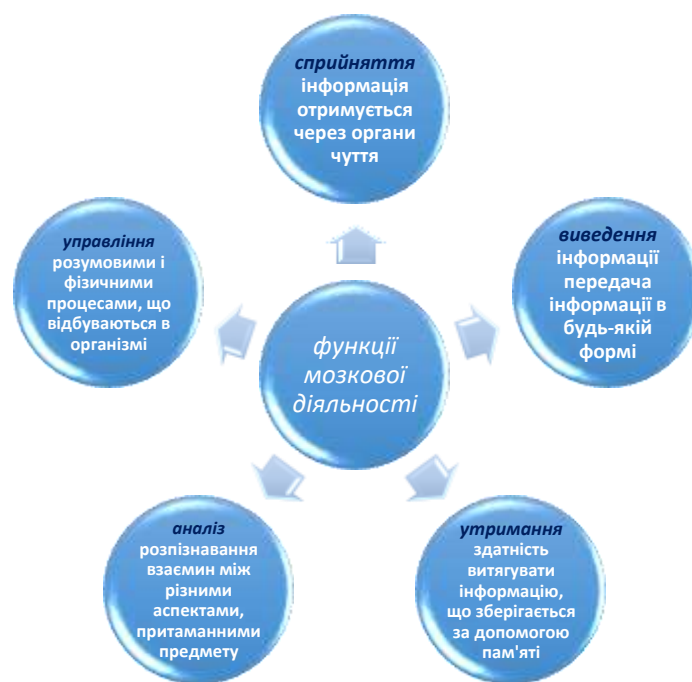 сприйняття
інформація
отримується
через органи
чуття
управління
розумовими і
фізичними
процесами, що
відбуваються в
організмі
виведення
інформації
передача
інформації в
будь-якій
формі
функції
мозкової
діяльності
аналіз
розпізнавання
взаємин між
різними
аспектами,
притаманними
предмету
утримання
здатність
витягувати
інформацію,
що зберігається
за допомогою
пам'яті